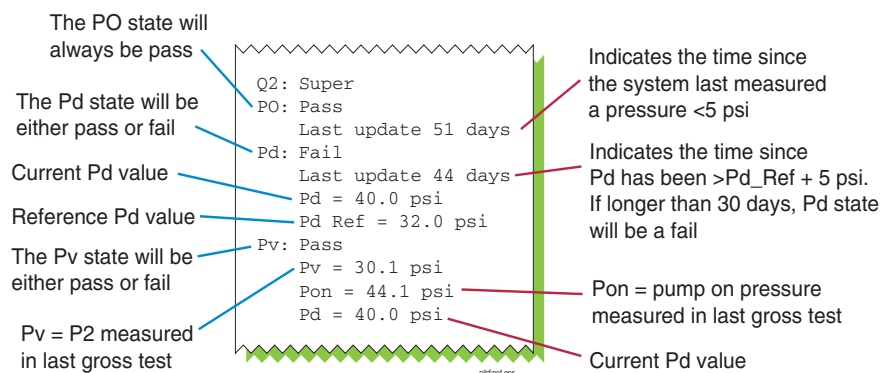 The PO state will
always be pass
The Pd state will be
either pass or fail
Current Pd value
Reference Pd value
The Pv state will be
either pass or fail
Pv = P2 measured
in last gross test
Q2: Super
PO: Pass
Last update 51 days
Pd: Fail
Last update 44 days
Pd = 40.0 psi
Pd Ref = 32.0 psi
Pv: Pass
Pv = 30.1 psi
Pon = 44.1 psi
Pd = 40.0 psi
Indicates the time since
the system last measured
a pressure <5 psi
Indicates the time since
Pd has been >Pd_Ref + 5 psi.
If longer than 30 days, Pd state
will be a fail
Pon = pump on pressure
measured in last gross test
Current Pd value